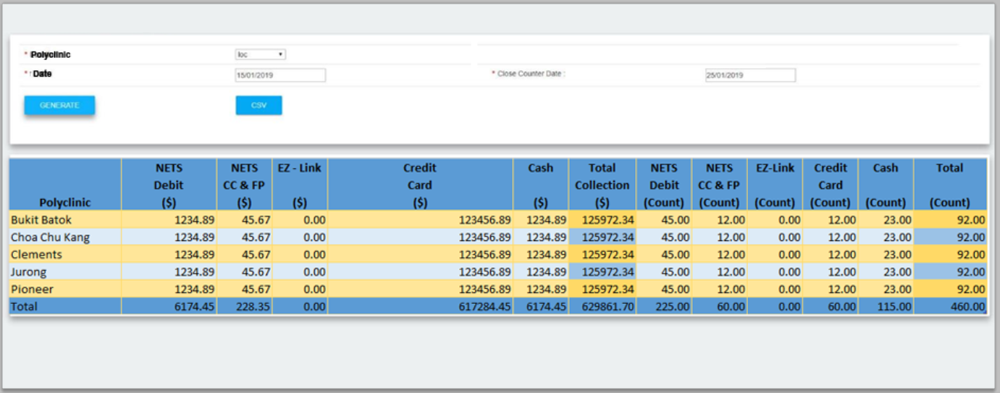 * Polyclinic loc
* Date 15/01/2019 * Close Counter Date : 25/01/2019
GENERATE CSV
NETS NETS EZ - Link Credit Cash Total NETS NETS EZ-Link Credit Cash Total
Debit CC & FP Card Collection Debit CC & FP Card
Polyclinic ($) ($) ($) ($) ($) ($) (Count) (Count) (Count) (Count) (Count) (Count)
Bukit Batok 1234.89 45.67 0.00 123456.89 1234.89 125972.34 45.00 12.00 0.00 12.00 23.00 92.00
Choa Chu Kang 1234.89 45.67 0.00 123456.89 1234.89 125972.34 45.00 12.00 0.00 12.00 23.00 92.00
Clements 1234.89 45.67 0.00 123456.89 1234.89 125972.34 45.00 12.00 0.00 12.00 23.00 92.00
Jurong 1234.89 45.67 0.00 123456.89 1234.89 125972.34 45.00 12.00 0.00 12.00 23.00 92.00
Pioneer 1234.89 45.67 0.00 123456.89 1234.89 125972.34 45.00 12.00 0.00 12.00 23.00 92.00
Total 6174.45 228.35 0.00 617284.45 6174.45 629861.70 225.00 60.00 0.00 60.00 115.00 460.00